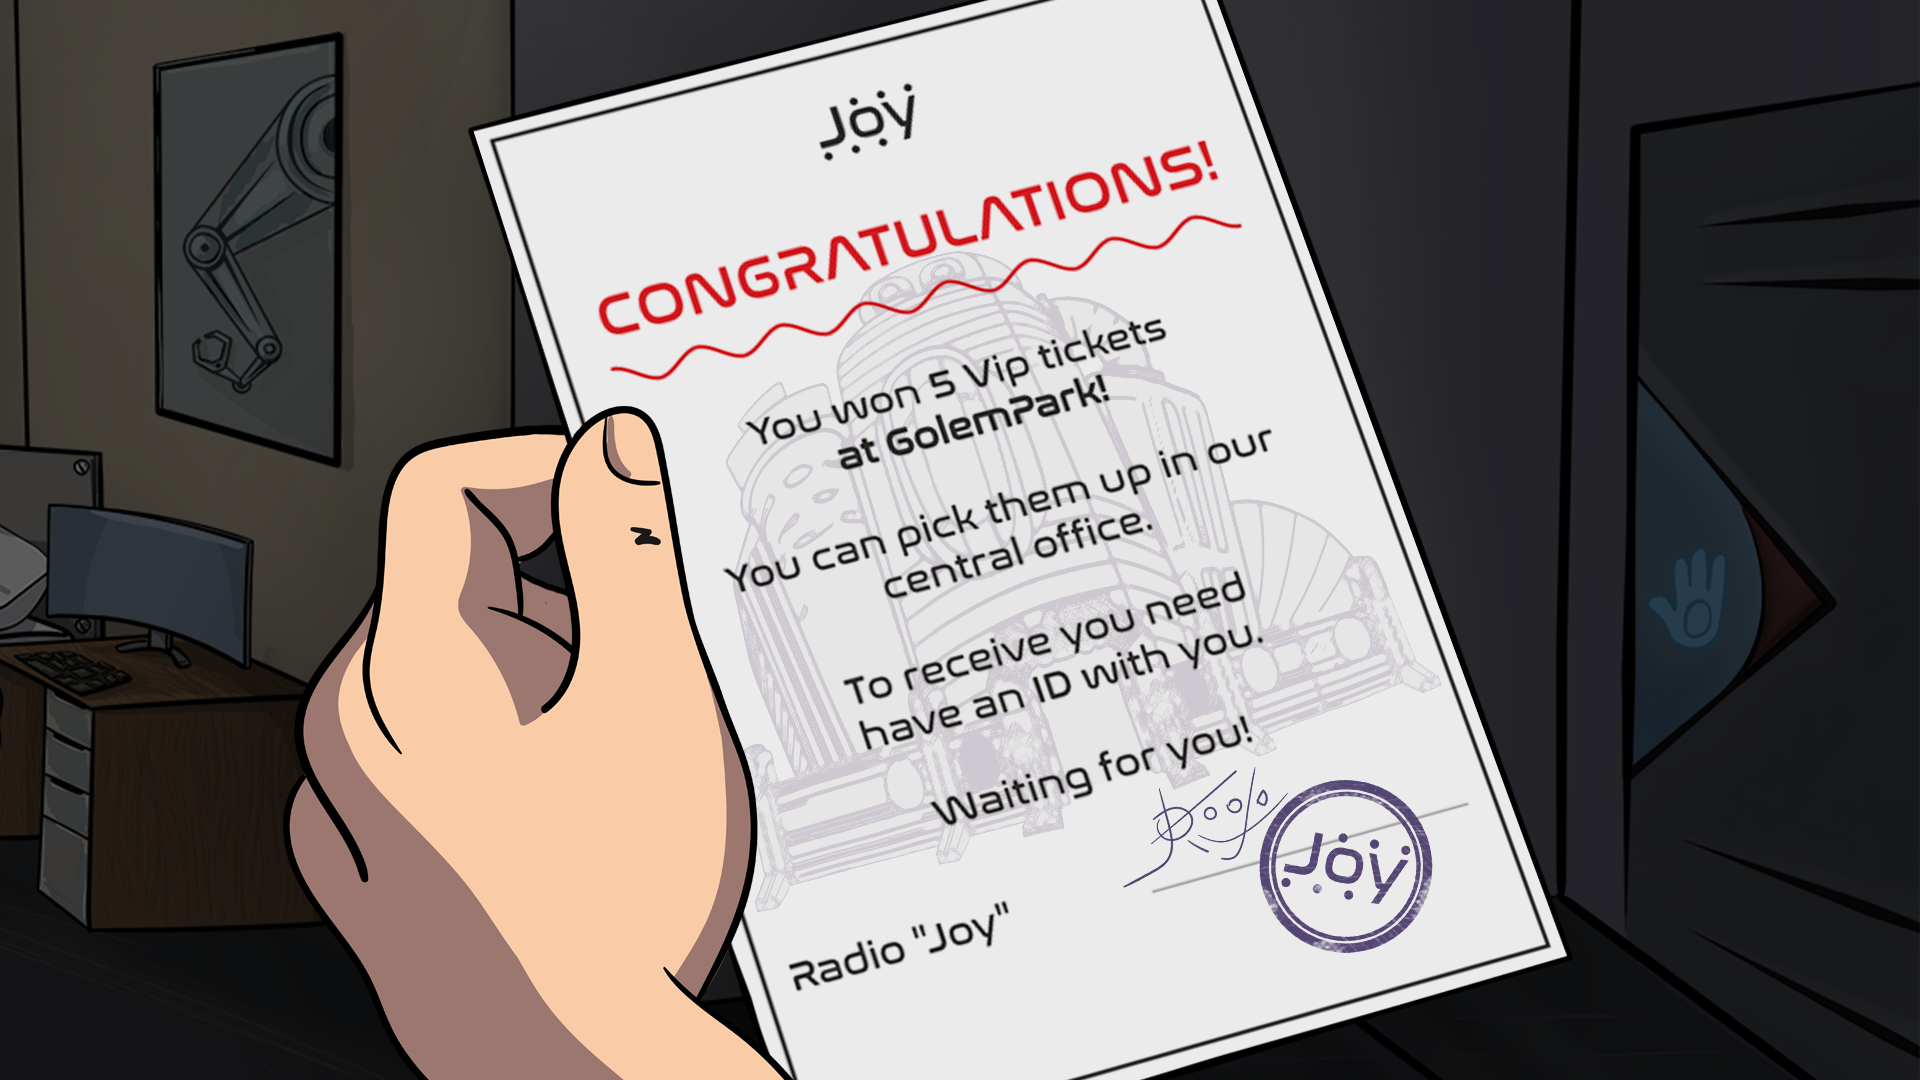 Joy
CONGRATULATIONS!
You won 5 Vip tickets
at GolemPark!
You can pick them up in our
central office.
To receive you need
have an ID with you.
Waiting for you!
Joy
Radio "Joy"